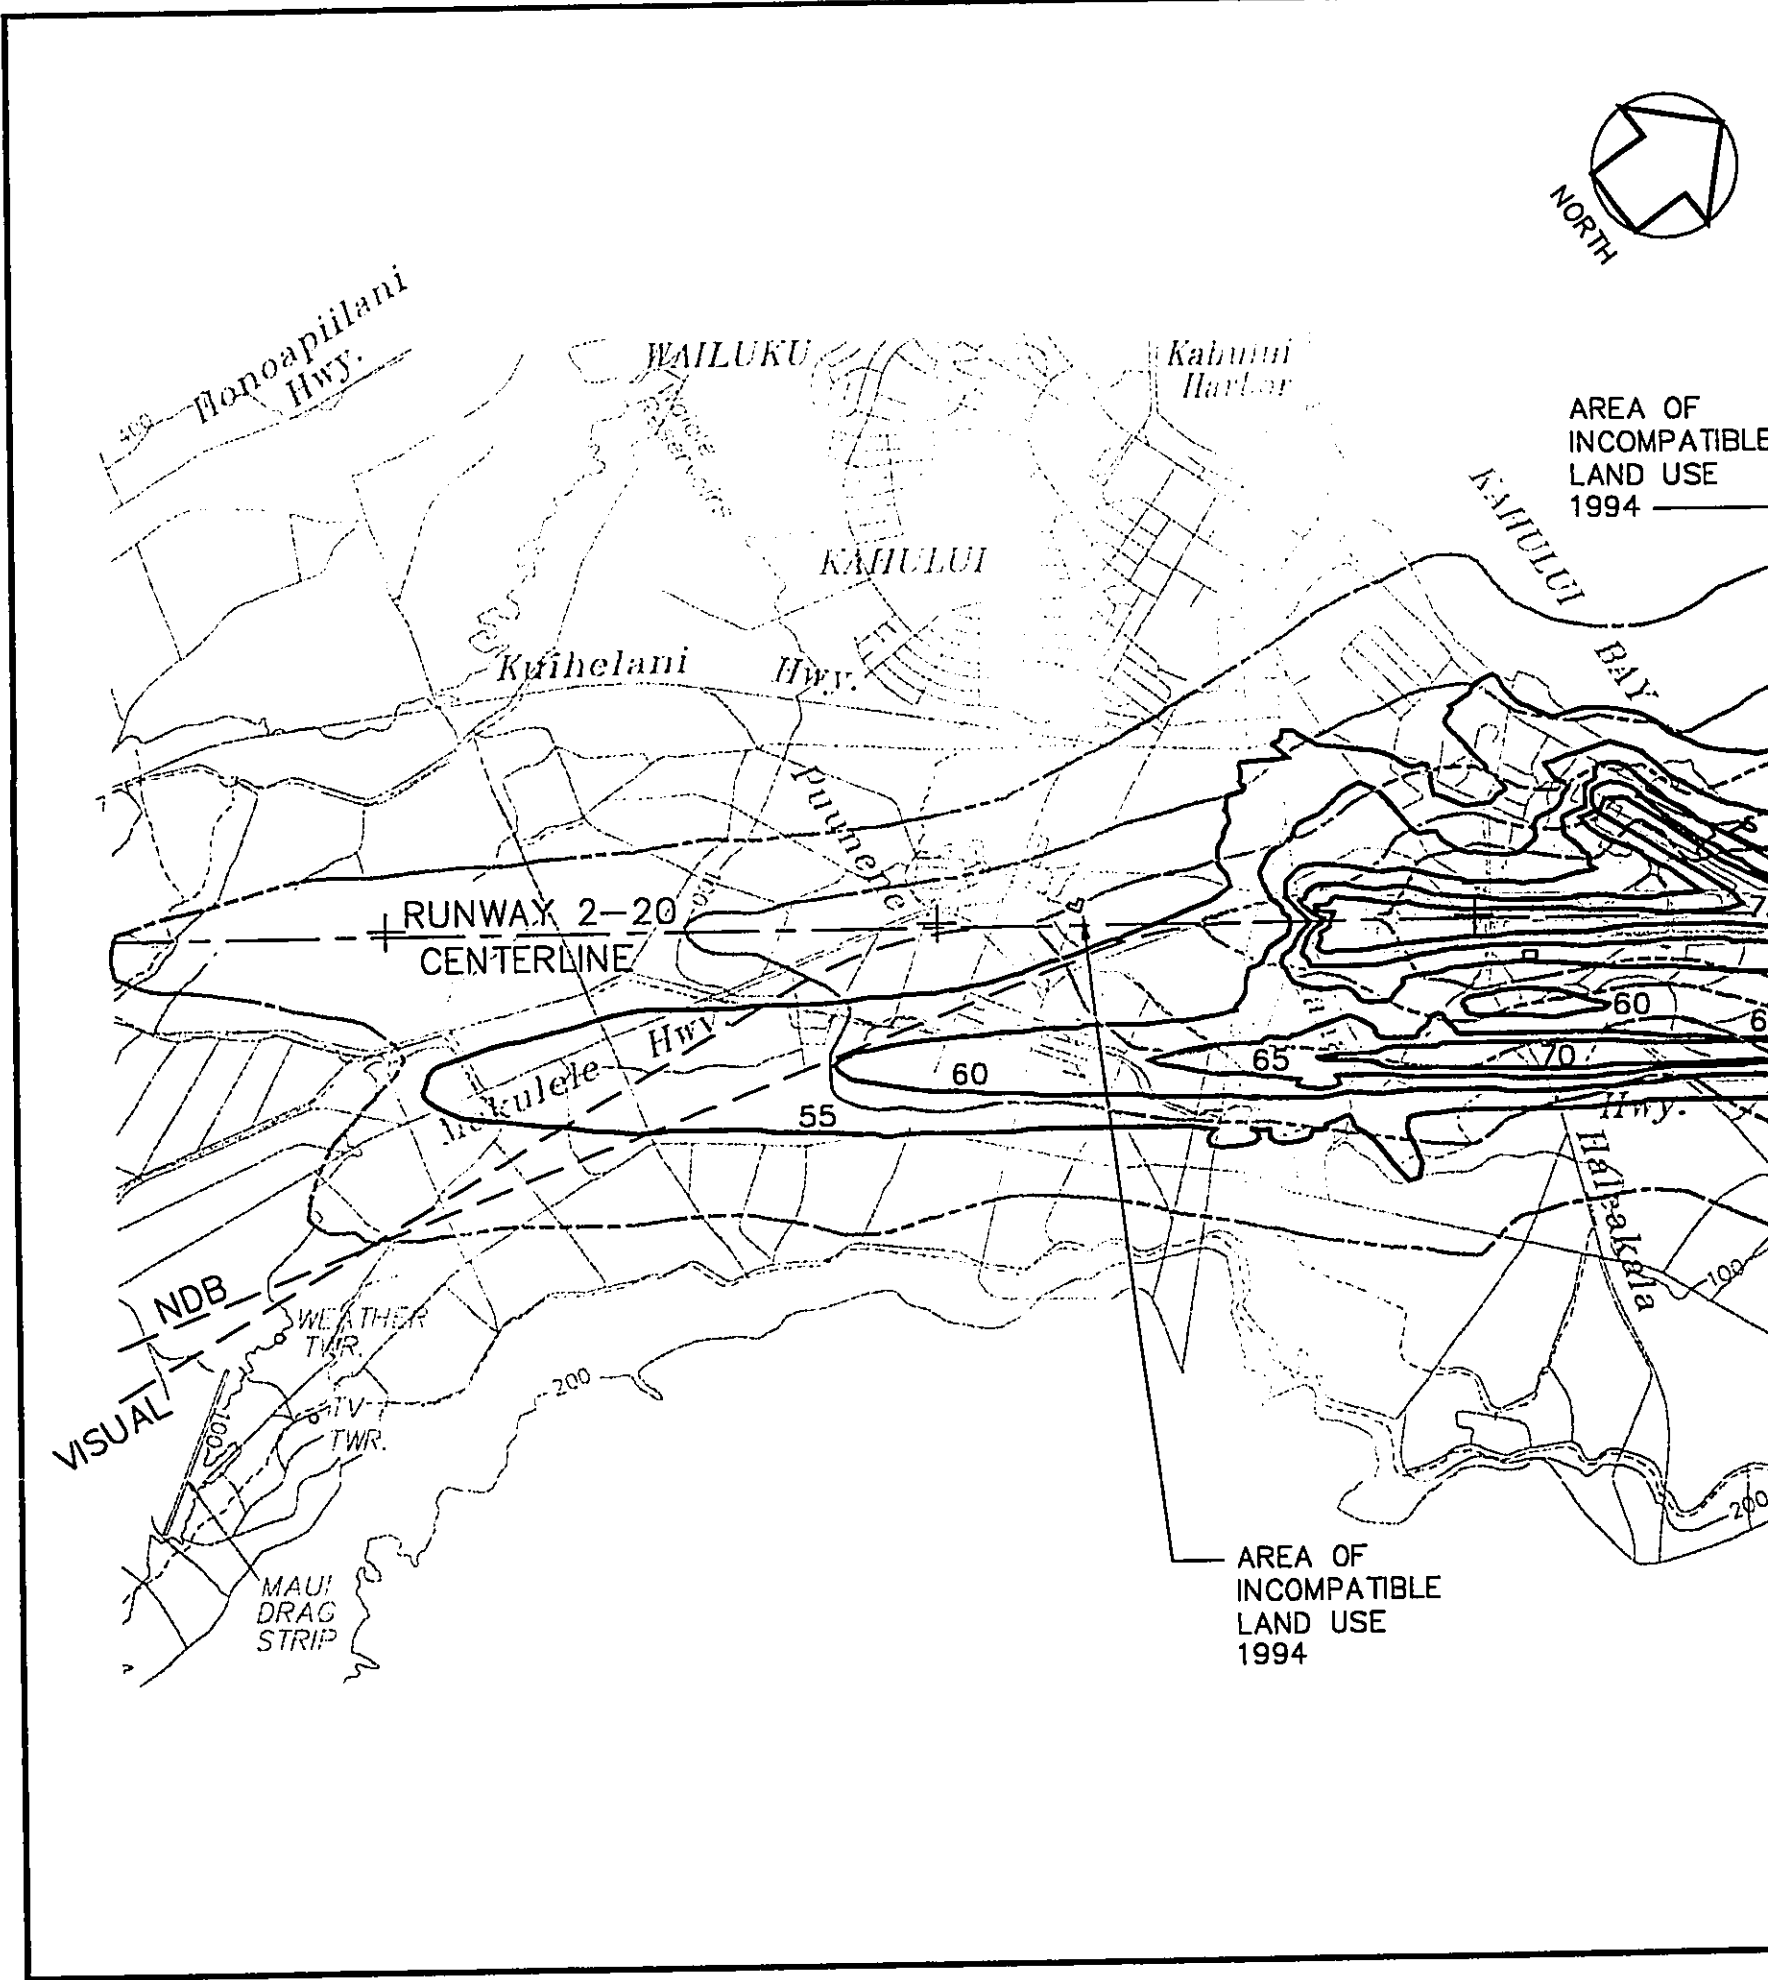 NORTH
Honoapiilani
Hwy.
400
WAILUKU
Kahului
Harbor
AREA OF
INCOMPATIBLE
LAND USE
1994
KAHULUI
BAY
KAHULUI
Kuihelani Hwy.
Puunene
RUNWAY 2-20
CENTERLINE
Mokulele Hwy.
60
65
70
60
55
Hwy.
Haleakala
100
NDB
VISUAL
WEATHER
TWR.
TV
TWR.
100
200
200
MAUI
DRAG
STRIP
AREA OF
INCOMPATIBLE
LAND USE
1994